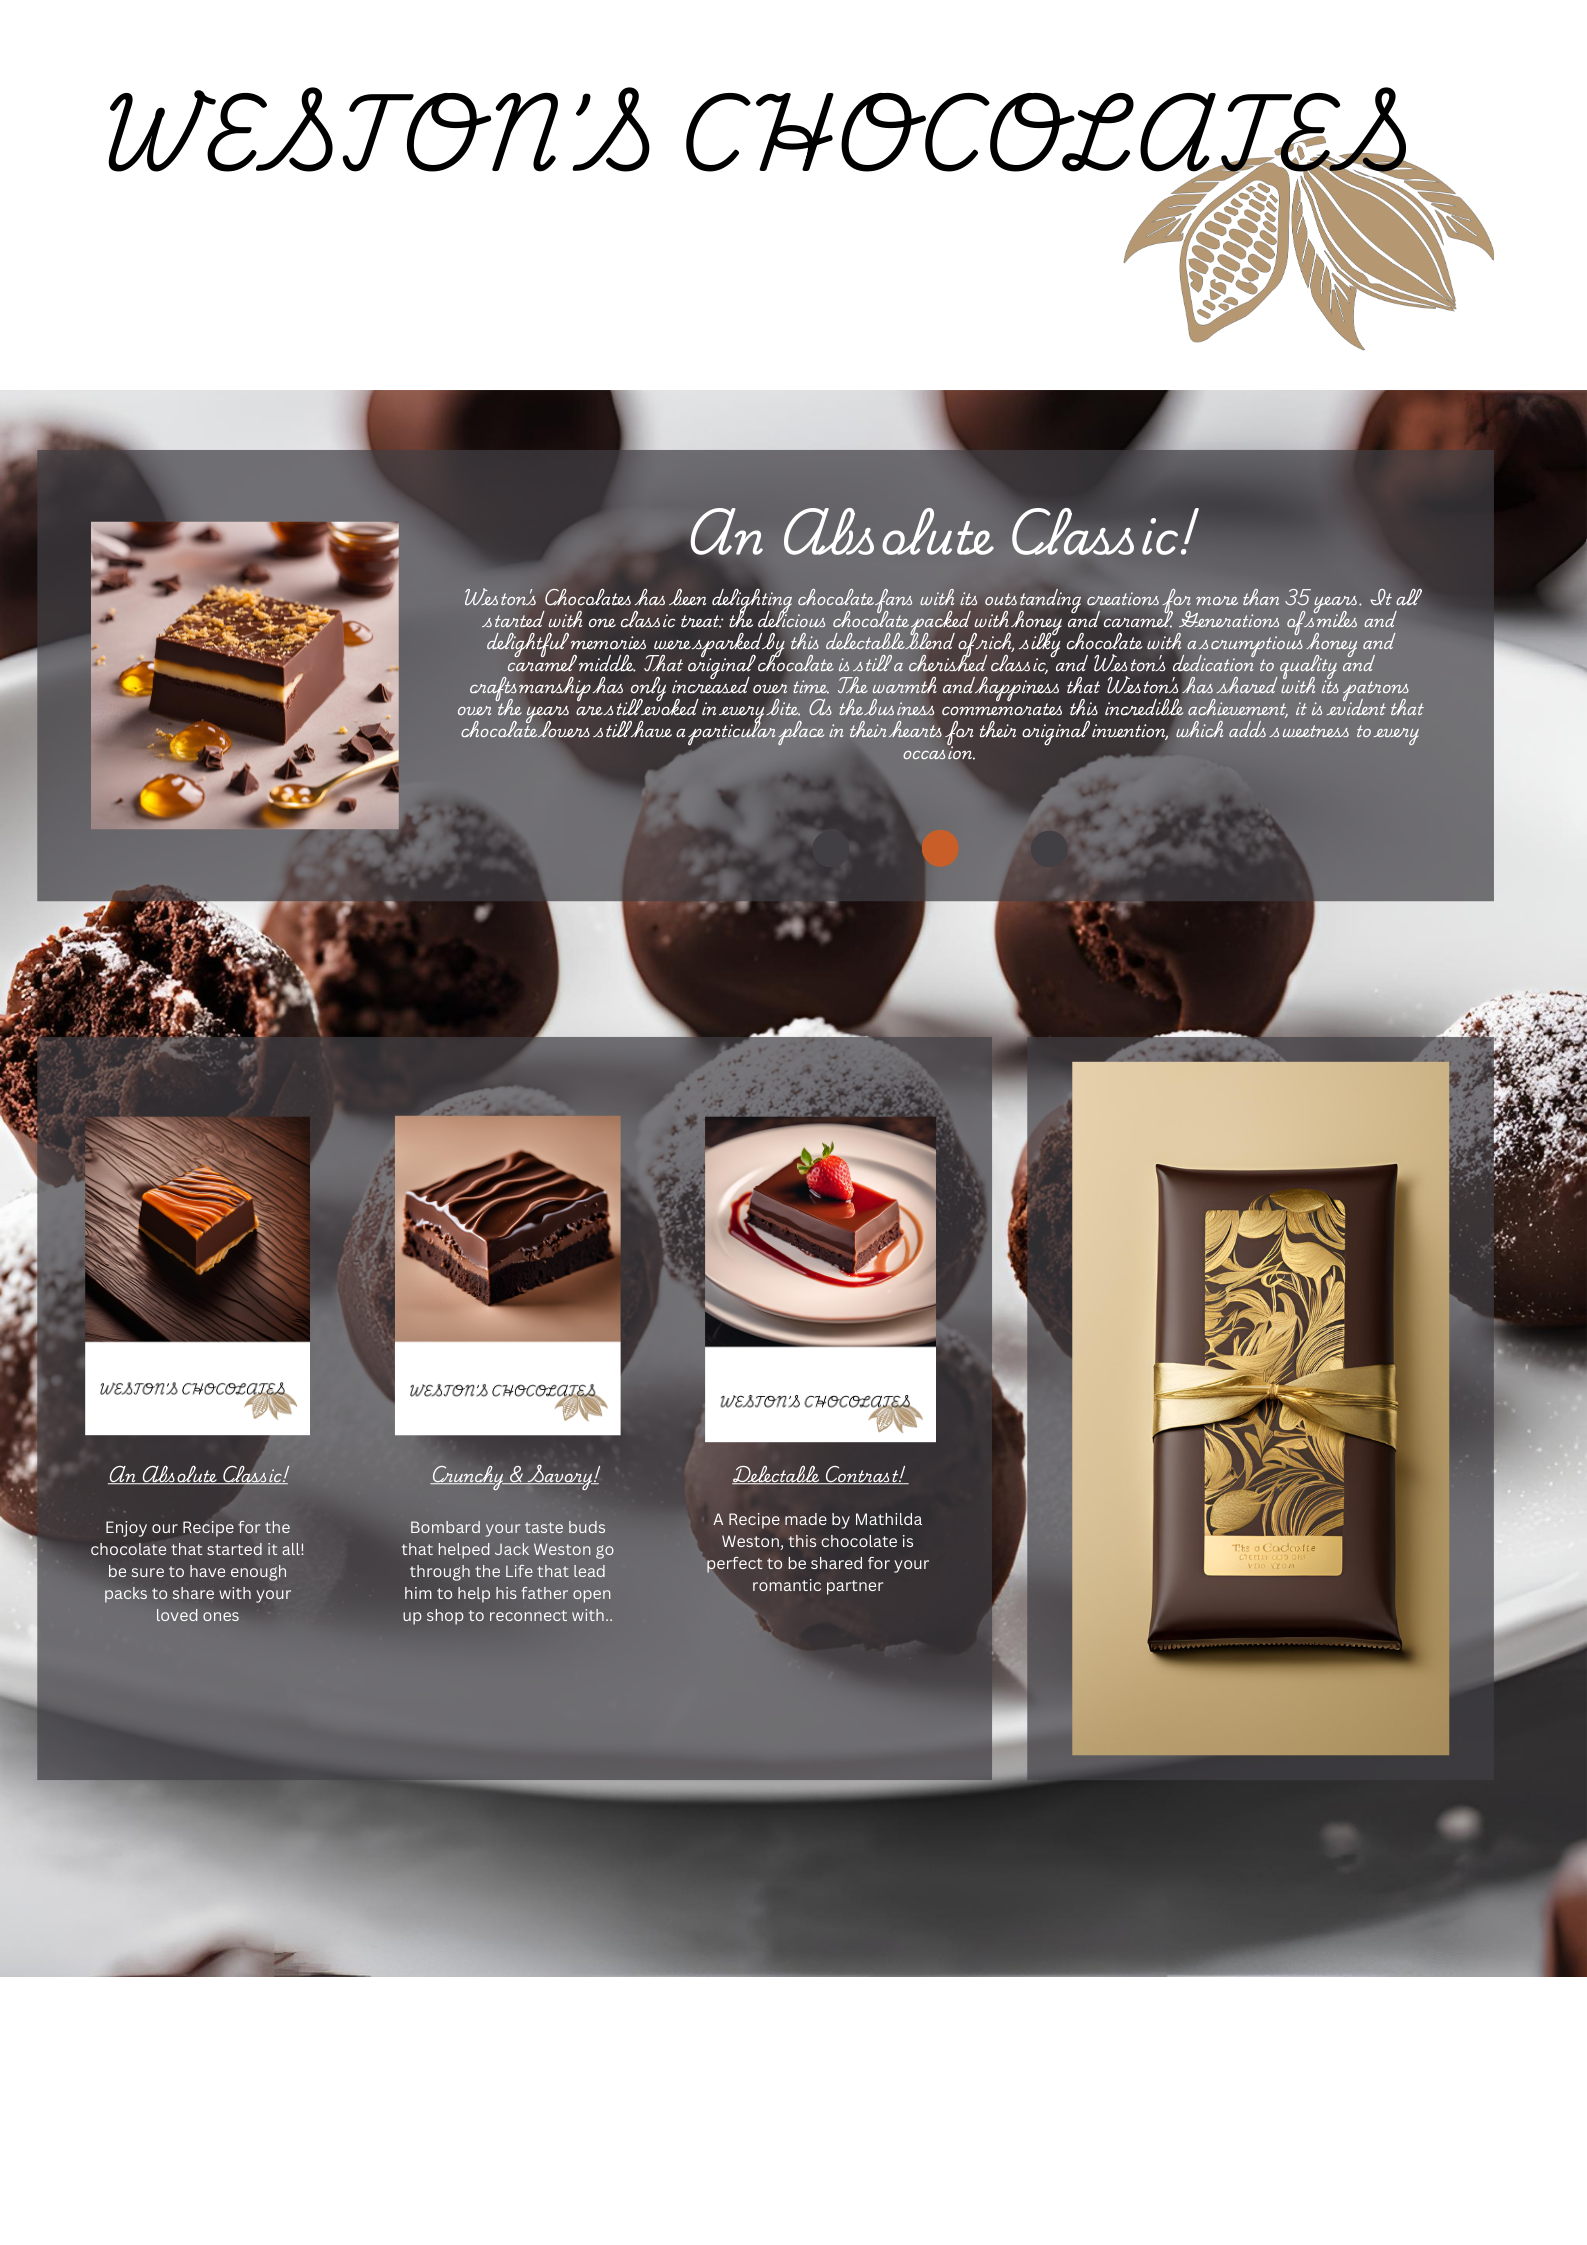 WESTON'S CHOCOLATES
An Absolute Classic!
Weston's Chocolates has been delighting chocolate fans with its outstanding creations for more than 35 years. It all
started with one classic treat: the delicious chocolate packed with honey and caramel. Generations of smiles and
delightful memories were sparked by this delectable blend of rich, silky chocolate with a scrumptious honey and
caramel middle. That original chocolate is still a cherished classic, and Weston's dedication to quality and
craftsmanship has only increased over time. The warmth and happiness that Weston's has shared with its patrons
over the years are still evoked in every bite. As the business commemorates this incredible achievement, it is evident that
chocolate lovers still have a particular place in their hearts for their original invention, which adds sweetness to every
occasion.
WESTON'S CHOCOLATES
An Absolute Classic!
Enjoy our Recipe for the
chocolate that started it all!
be sure to have enough
packs to share with your
loved ones
WESTON'S CHOCOLATES
Crunchy & Savory!
Bombard your taste buds
that helped Jack Weston go
through the Life that lead
him to help his father open
up shop to reconnect with..
WESTON'S CHOCOLATES
Delectable Contrast!
A Recipe made by Mathilda
Weston, this chocolate is
perfect to be shared for your
romantic partner